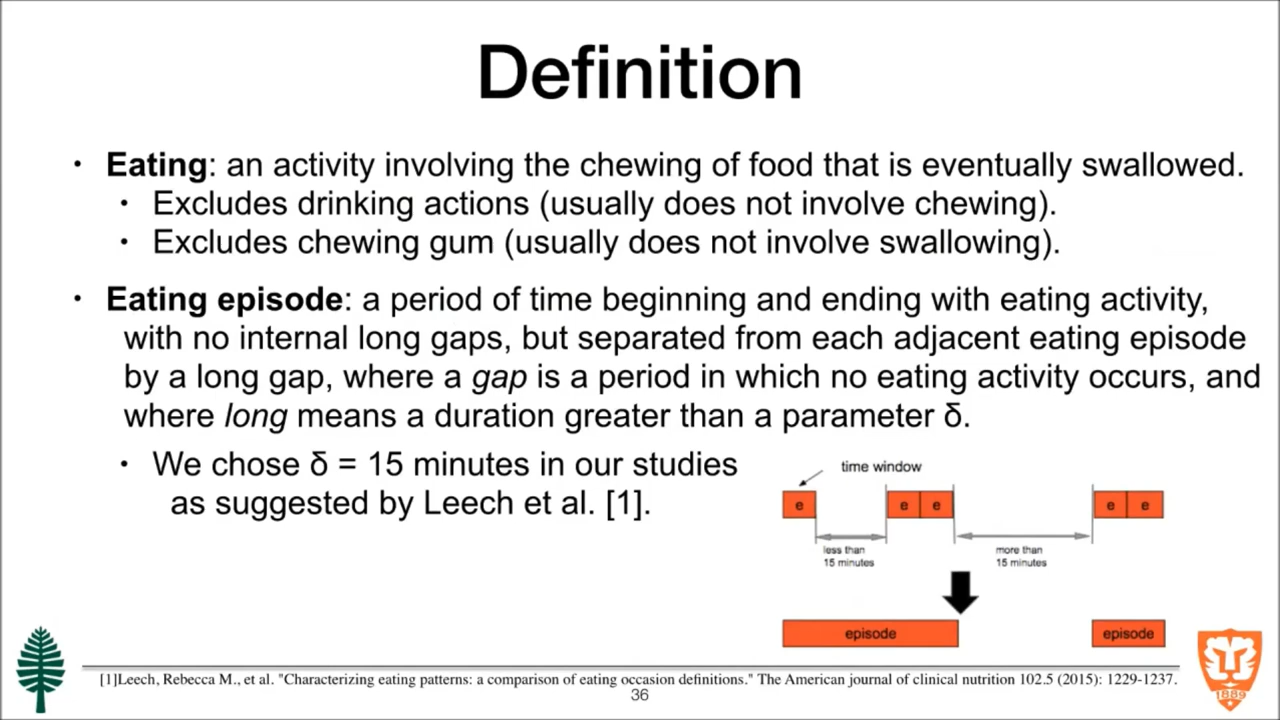 Definition
• Eating: an activity involving the chewing of food that is eventually swallowed.
• Excludes drinking actions (usually does not involve chewing).
• Excludes chewing gum (usually does not involve swallowing).
• Eating episode: a period of time beginning and ending with eating activity,
with no internal long gaps, but separated from each adjacent eating episode
by a long gap, where a gap is a period in which no eating activity occurs, and
where long means a duration greater than a parameter δ.
• We chose δ = 15 minutes in our studies
as suggested by Leech et al. [1].
time window
e e e e e
less than
15 minutes
more than
15 minutes
episode episode
[1]Leech, Rebecca M., et al. "Characterizing eating patterns: a comparison of eating occasion definitions." The American journal of clinical nutrition 102.5 (2015): 1229-1237.
36
1889